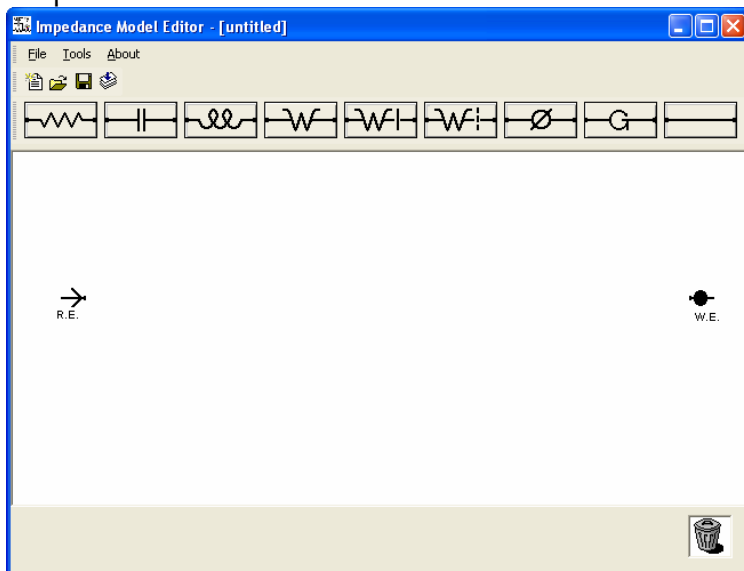 Impedance Model Editor - [untitled]
File Tools About
W W W Ø G
R.E.
W.E.